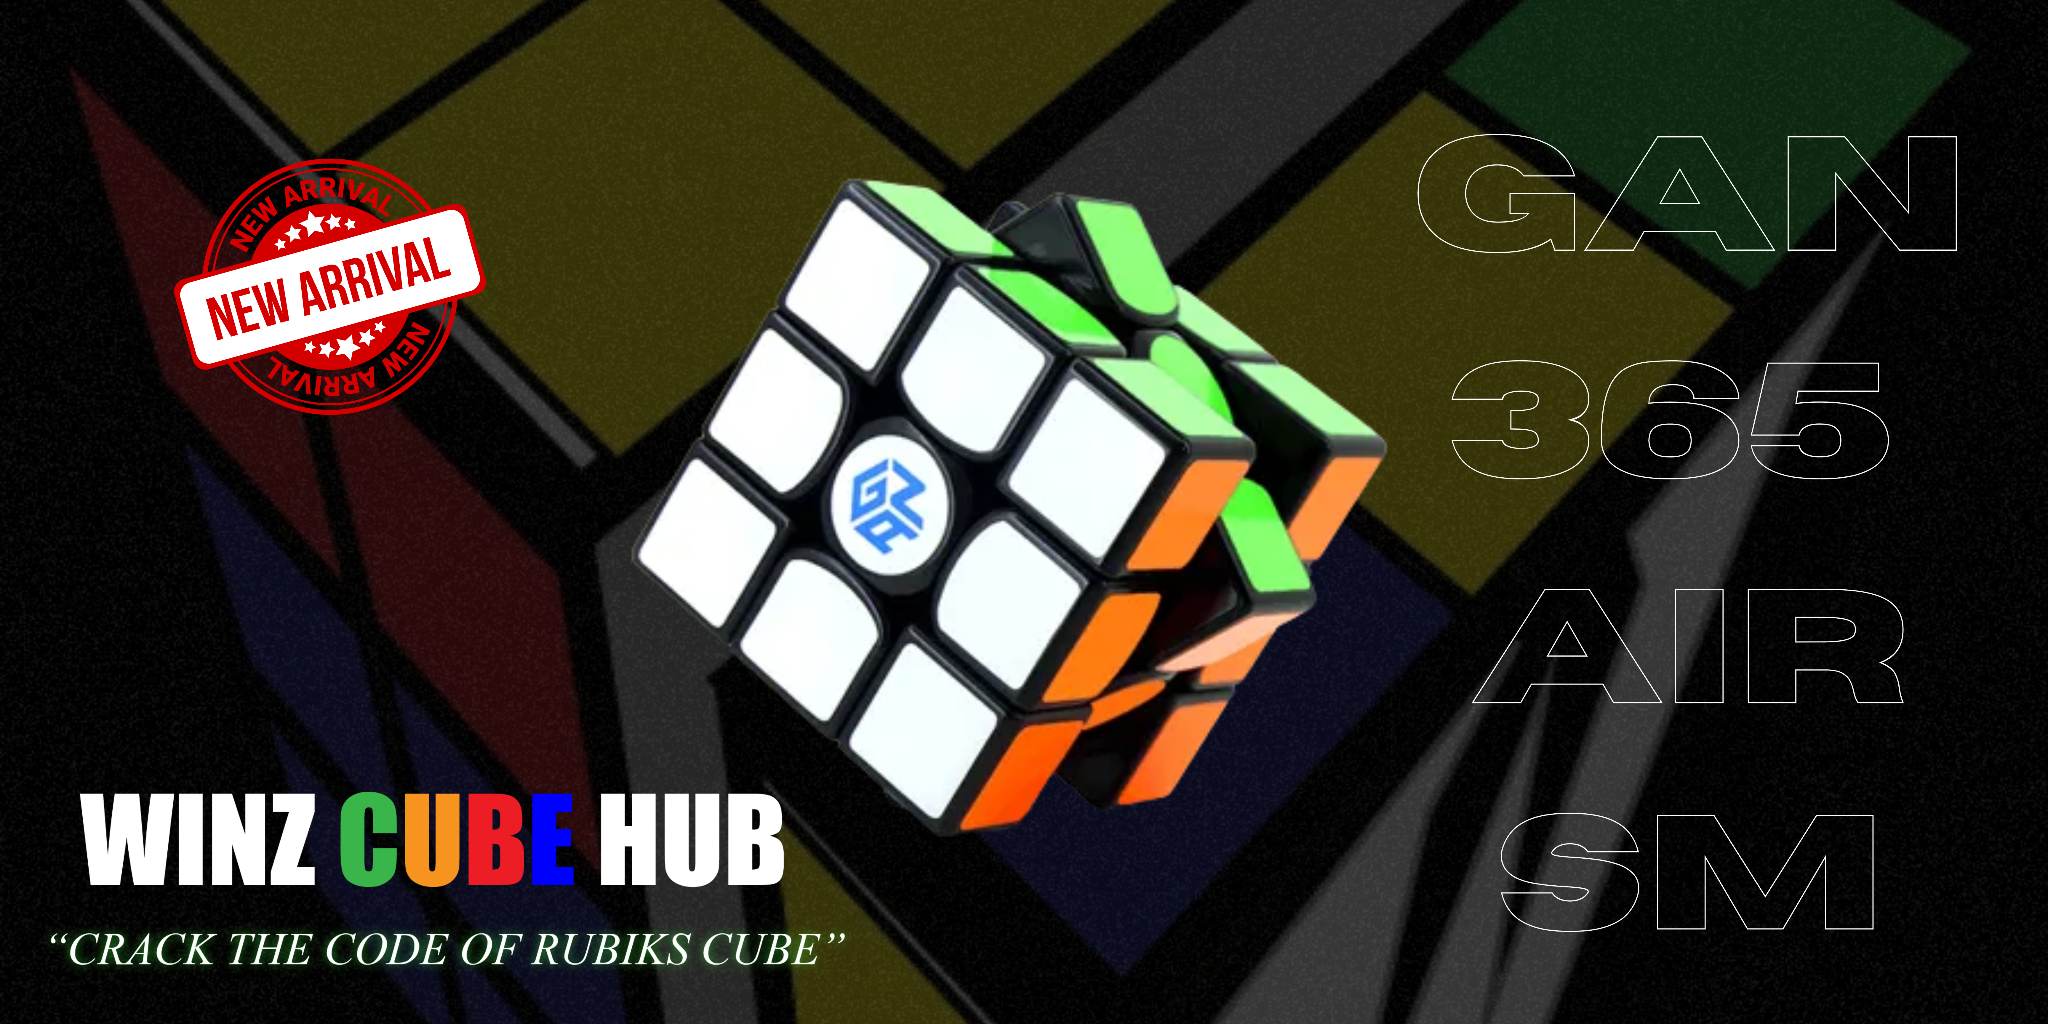 NEW ARRIVAL
NEW ARRIVAL
NEW ARRIVAL
GAN
GAN
365
AIR
SM
WINZ CUBE HUB
“CRACK THE CODE OF RUBIKS CUBE”